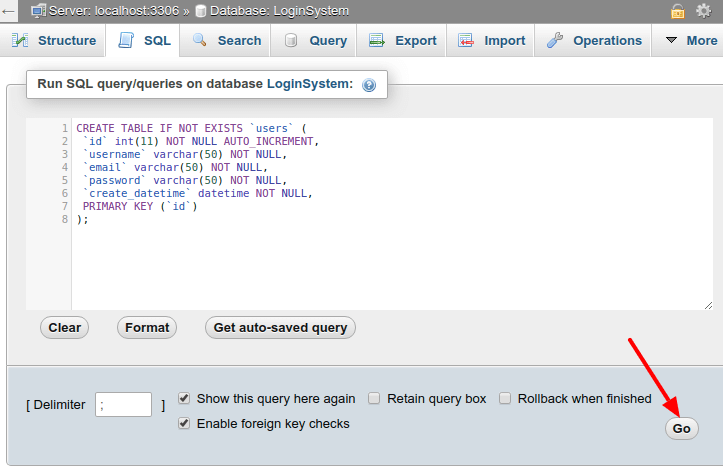 ← Server: localhost:3306 » Database: LoginSystem
Structure SQL Search Query Export Import Operations More
Run SQL query/queries on database LoginSystem:
1 CREATE TABLE IF NOT EXISTS `users` (
2 `id` int(11) NOT NULL AUTO_INCREMENT,
3 `username` varchar(50) NOT NULL,
4 `email` varchar(50) NOT NULL,
5 `password` varchar(50) NOT NULL,
6 `create_datetime` datetime NOT NULL,
7 PRIMARY KEY (`id`)
8 );
Clear Format Get auto-saved query
[ Delimiter ; ] Show this query here again Retain query box Rollback when finished
Enable foreign key checks
Go